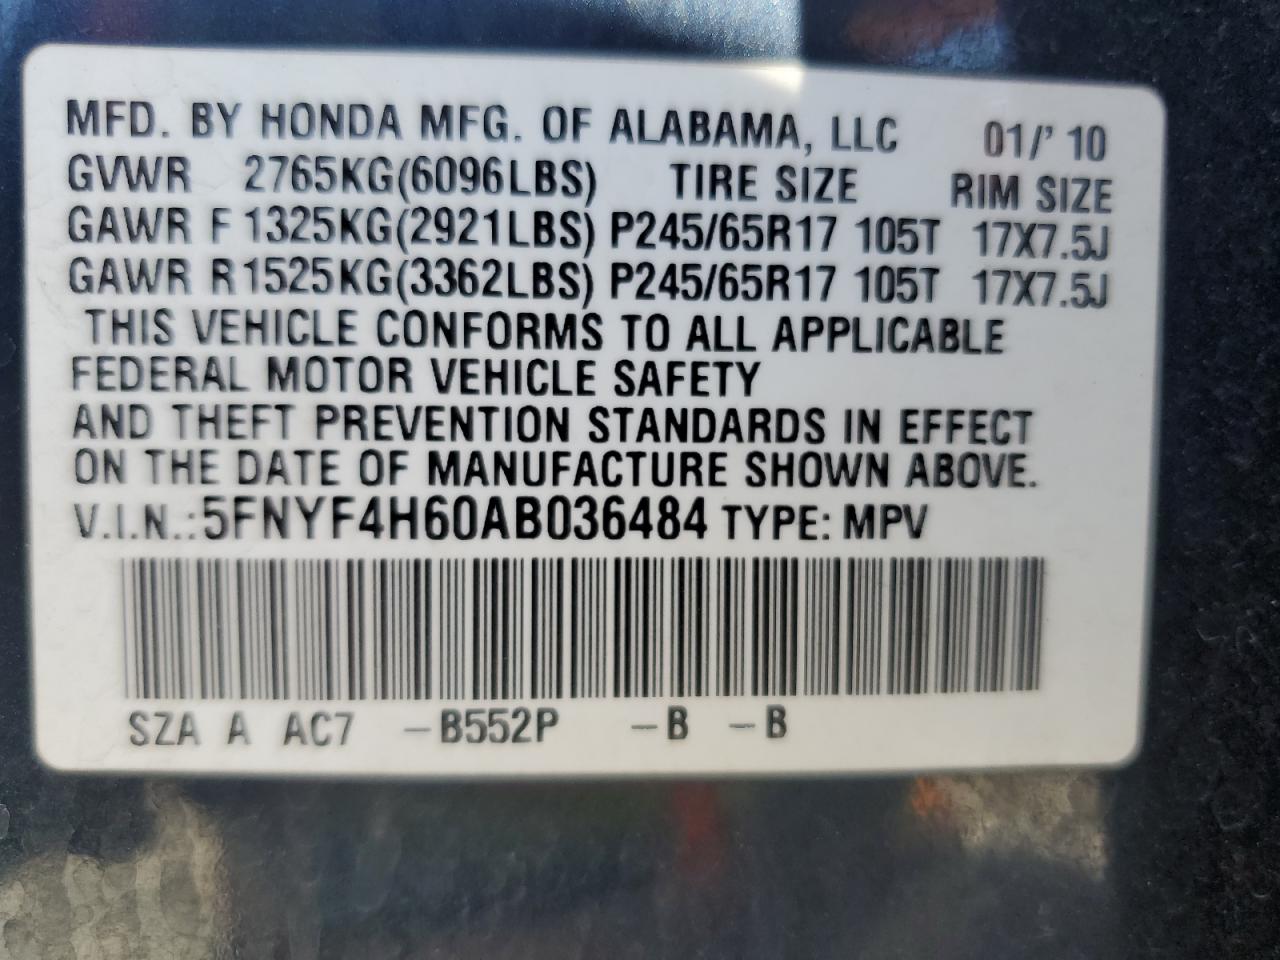 MFD. BY HONDA MFG. OF ALABAMA, LLC 01/' 10
GVWR 2765KG(6096LBS) TIRE SIZE RIM SIZE
GAWR F 1325KG(2921LBS) P245/65R17 105T 17X7.5J
GAWR R 1525KG(3362LBS) P245/65R17 105T 17X7.5J
THIS VEHICLE CONFORMS TO ALL APPLICABLE
FEDERAL MOTOR VEHICLE SAFETY
AND THEFT PREVENTION STANDARDS IN EFFECT
ON THE DATE OF MANUFACTURE SHOWN ABOVE.
V.I.N.:5FNYF4H60AB036484 TYPE: MPV
SZA A AC7 –B552P –B –B